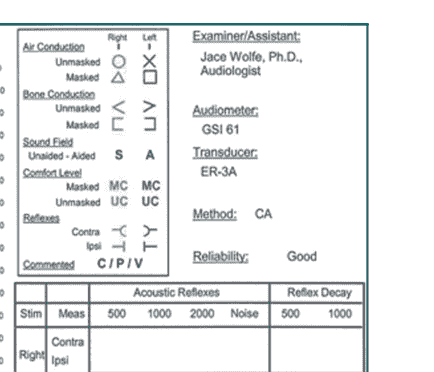 Right Left
Air Conduction
Unmasked
Masked
Bone Conduction
Unmasked < >
Masked
Sound Field
Unaided - Aided S A
Comfort Level
Masked MC MC
Unmasked UC UC
Reflexes
Contra
Ipsi
Commented C / P / V
Examiner/Assistant:
Jace Wolfe, Ph.D.,
Audiologist
Audiometer:
GSI 61
Transducer:
ER-3A
Method: CA
Reliability: Good
Acoustic Reflexes Reflex Decay
Stim Meas 500 1000 2000 Noise 500 1000
Right Contra
Ipsi